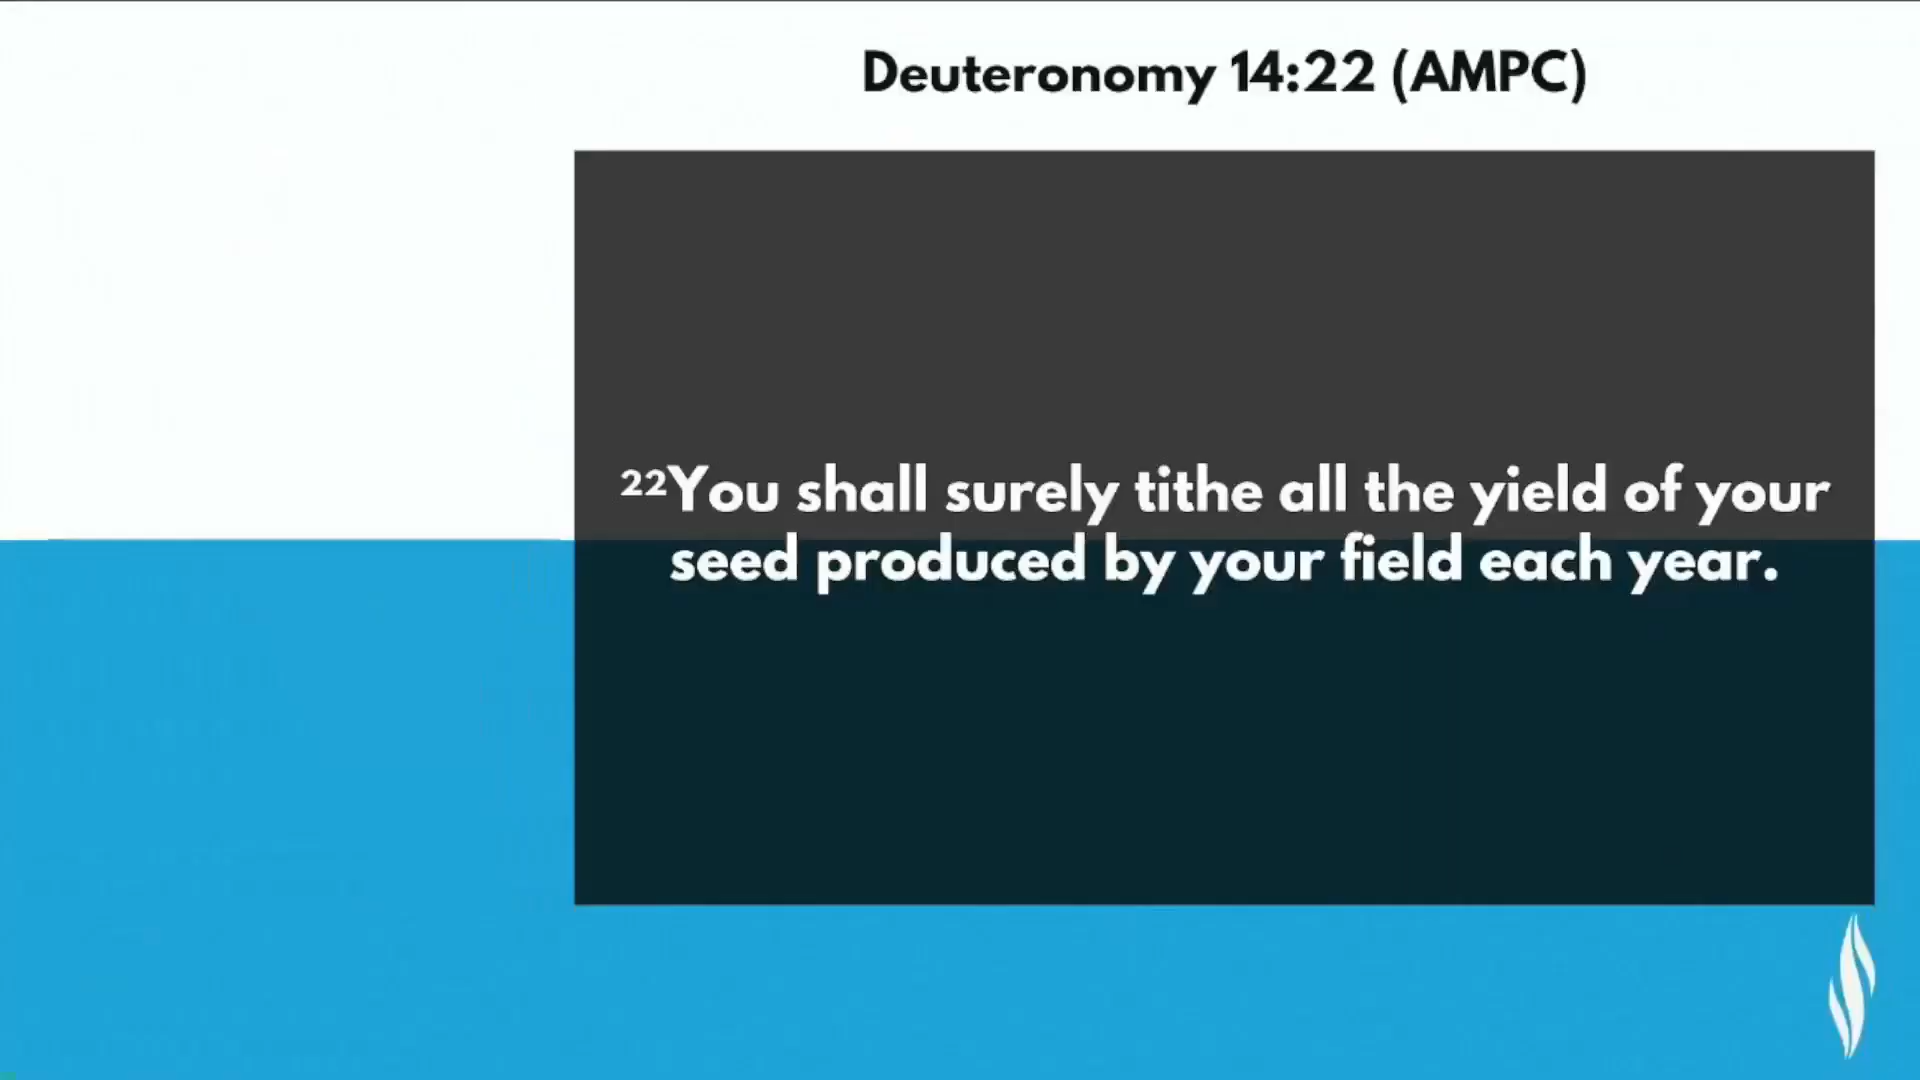 Deuteronomy 14:22 (AMPC)
²²You shall surely tithe all the yield of your
seed produced by your field each year.